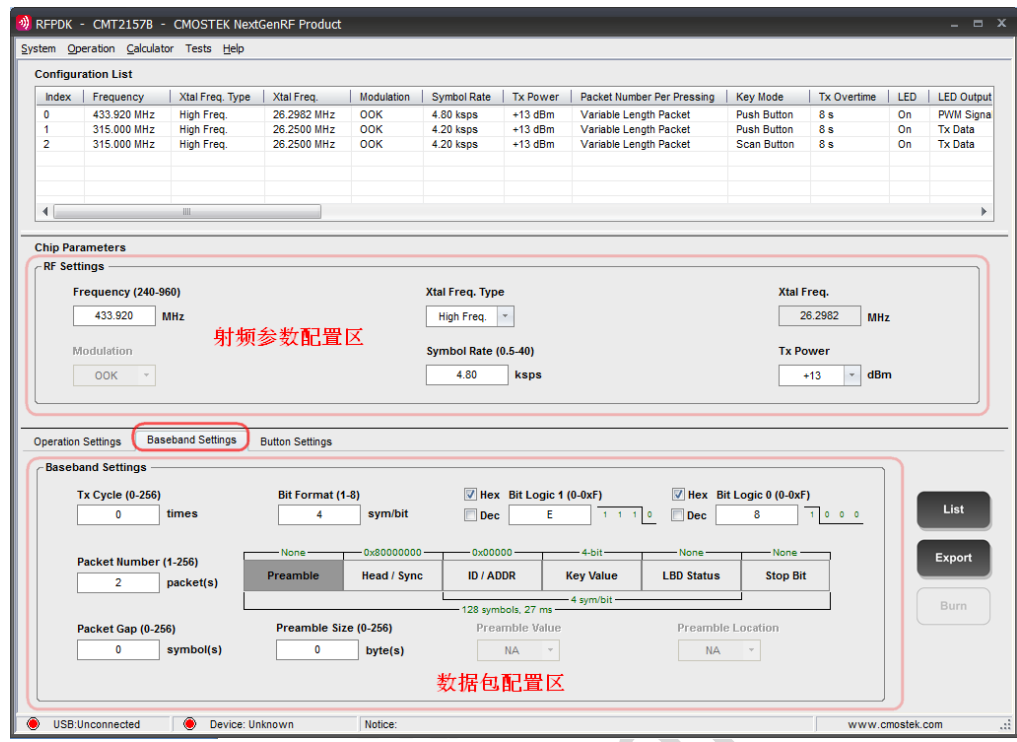 RFPDK - CMT2157B - CMOSTEK NextGenRF Product
System Operation Calculator Tests Help
Configuration List
Index Frequency Xtal Freq. Type Xtal Freq. Modulation Symbol Rate Tx Power Packet Number Per Pressing Key Mode Tx Overtime LED LED Output
0 433.920 MHz High Freq. 26.2982 MHz OOK 4.80 ksps +13 dBm Variable Length Packet Push Button 8 s On PWM Signa
1 315.000 MHz High Freq. 26.2500 MHz OOK 4.20 ksps +13 dBm Variable Length Packet Push Button 8 s On Tx Data
2 315.000 MHz High Freq. 26.2500 MHz OOK 4.20 ksps +13 dBm Variable Length Packet Scan Button 8 s On Tx Data
Chip Parameters
RF Settings
Frequency (240-960) Xtal Freq. Type Xtal Freq.
433.920 MHz High Freq. 26.2982 MHz
射频参数配置区
Modulation Symbol Rate (0.5-40) Tx Power
OOK 4.80 ksps +13 dBm
Operation Settings Baseband Settings Button Settings
Baseband Settings
Tx Cycle (0-256) Bit Format (1-8) Hex Bit Logic 1 (0-0xF) Hex Bit Logic 0 (0-0xF)
0 times 4 sym/bit Dec E 1 1 1 0 Dec 8 1 0 0 0
List
None 0x80000000 0x00000 4-bit None None
Packet Number (1-256) Preamble Head / Sync ID / ADDR Key Value LBD Status Stop Bit
2 packet(s)
Export
4 sym/bit
128 symbols, 27 ms
Burn
Packet Gap (0-256) Preamble Size (0-256) Preamble Value Preamble Location
0 symbol(s) 0 byte(s) NA NA
数据包配置区
USB:Unconnected Device: Unknown Notice: www.cmostek.com